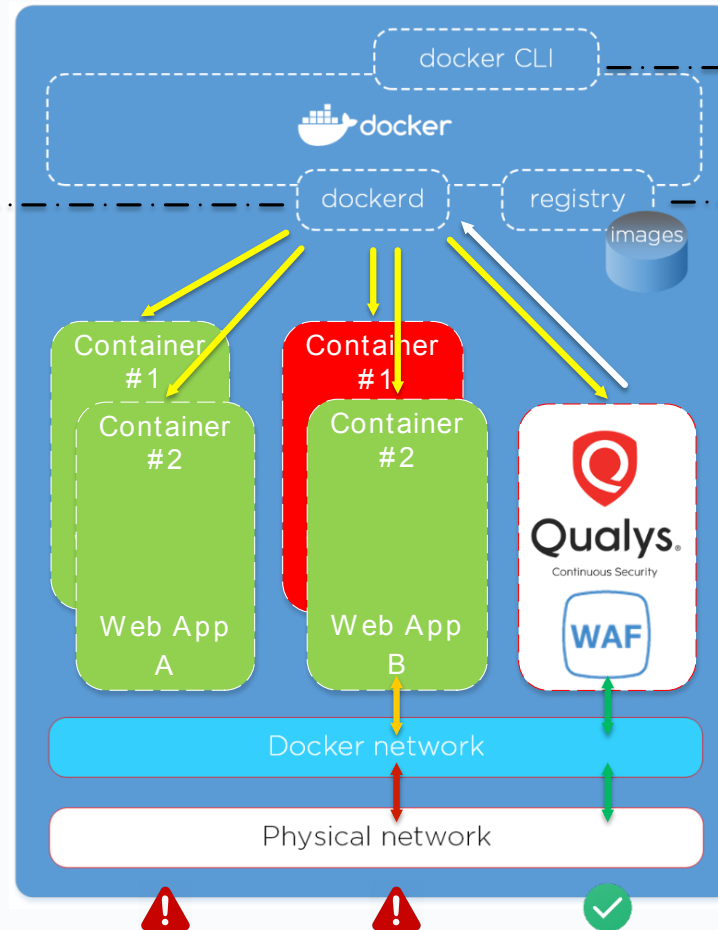 docker CLI
docker
dockerd
registry
images
Container
#1
Container
#2
Web App
A
Container
#1
Container
#2
Web App
B
Qualys.
Continuous Security
WAF
Docker network
Physical network